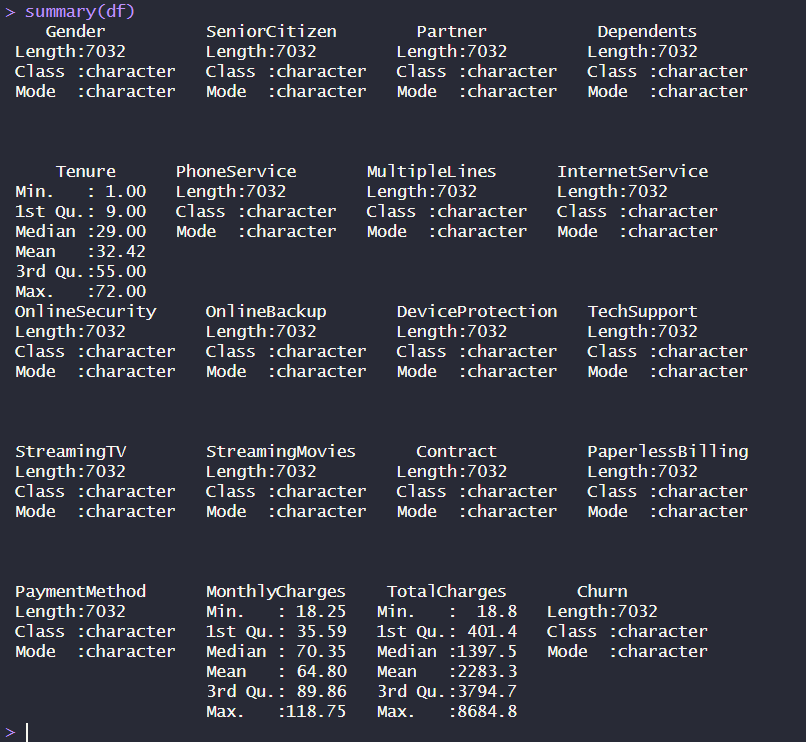 > summary(df)
    Gender          SeniorCitizen        Partner           Dependents
 Length:7032        Length:7032        Length:7032        Length:7032
 Class :character   Class :character   Class :character   Class :character
 Mode  :character   Mode  :character   Mode  :character   Mode  :character
     Tenure      PhoneService       MultipleLines      InternetService
 Min.   : 1.00   Length:7032        Length:7032        Length:7032
 1st Qu.: 9.00   Class :character   Class :character   Class :character
 Median :29.00   Mode  :character   Mode  :character   Mode  :character
 Mean   :32.42
 3rd Qu.:55.00
 Max.   :72.00
 OnlineSecurity     OnlineBackup       DeviceProtection   TechSupport
 Length:7032        Length:7032        Length:7032        Length:7032
 Class :character   Class :character   Class :character   Class :character
 Mode  :character   Mode  :character   Mode  :character   Mode  :character
 StreamingTV        StreamingMovies      Contract         PaperlessBilling
 Length:7032        Length:7032        Length:7032        Length:7032
 Class :character   Class :character   Class :character   Class :character
 Mode  :character   Mode  :character   Mode  :character   Mode  :character
 PaymentMethod      MonthlyCharges    TotalCharges       Churn
 Length:7032        Min.   : 18.25   Min.   :  18.8   Length:7032
 Class :character   1st Qu.: 35.59   1st Qu.: 401.4   Class :character
 Mode  :character   Median : 70.35   Median :1397.5   Mode  :character
                    Mean   : 64.80   Mean   :2283.3
                    3rd Qu.: 89.86   3rd Qu.:3794.7
                    Max.   :118.75   Max.   :8684.8
>